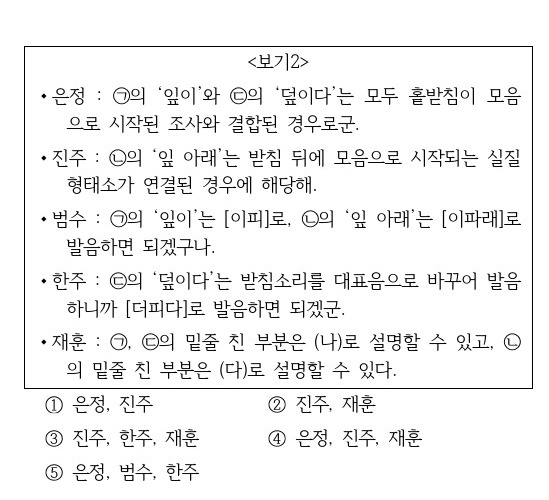 <보기2>
• 은정 : ㉠의 '잎이'와 ㉢의 '덮이다'는 모두 홑받침이 모음
으로 시작된 조사와 결합된 경우로군.
• 진주 : ㉡의 '잎 아래'는 받침 뒤에 모음으로 시작되는 실질
형태소가 연결된 경우에 해당해.
• 범수 : ㉠의 '잎이'는 [이피]로, ㉡의 '잎 아래'는 [이파래]로
발음하면 되겠구나.
• 한주 : ㉢의 '덮이다'는 받침소리를 대표음으로 바꾸어 발음
하니까 [더피다]로 발음하면 되겠군.
• 재훈 : ㉠, ㉢의 밑줄 친 부분은 (나)로 설명할 수 있고, ㉡
의 밑줄 친 부분은 (다)로 설명할 수 있다.
① 은정, 진주 ② 진주, 재훈
③ 진주, 한주, 재훈 ④ 은정, 진주, 재훈
⑤ 은정, 범수, 한주